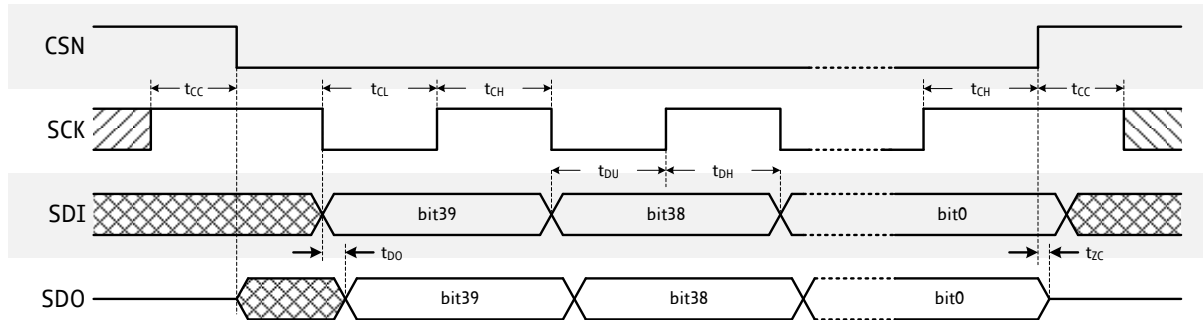 CSN
tCC tCL tCH tCH tCC
SCK
tDU tDH
SDI bit39 bit38 bit0
tDO tZC
SDO bit39 bit38 bit0